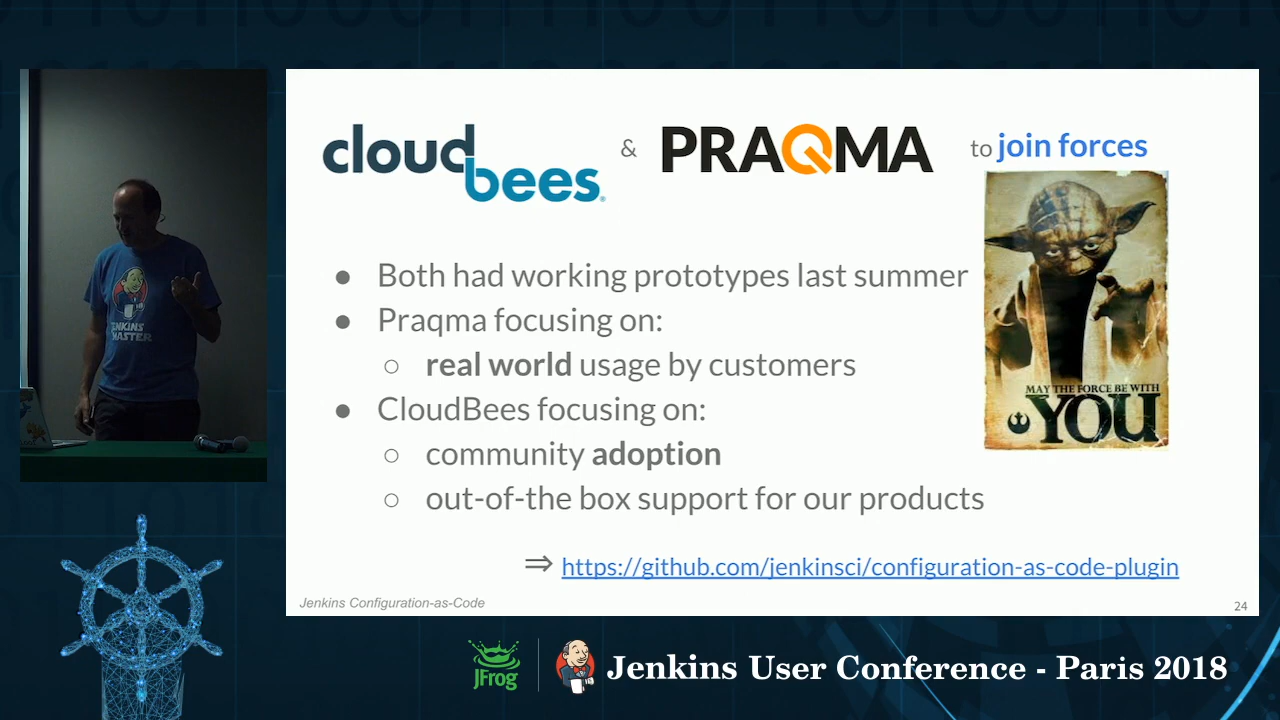 cloudbees
& PRAQMA to join forces
● Both had working prototypes last summer
● Praqma focusing on:
○ real world usage by customers
● CloudBees focusing on:
○ community adoption
○ out-of-the box support for our products
MAY THE FORCE BE WITH
YOU
⇒ https://github.com/jenkinsci/configuration-as-code-plugin
Jenkins Configuration-as-Code
24
JENKINS
MASTER
JFrog
Jenkins User Conference - Paris 2018